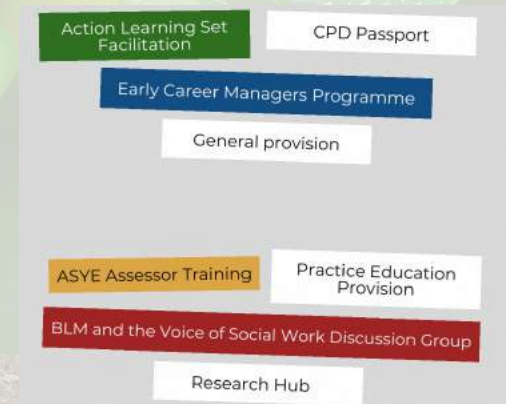 Action Learning Set
Facilitation
CPD Passport
Early Career Managers Programme
General provision
ASYE Assessor Training
Practice Education
Provision
BLM and the Voice of Social Work Discussion Group
Research Hub